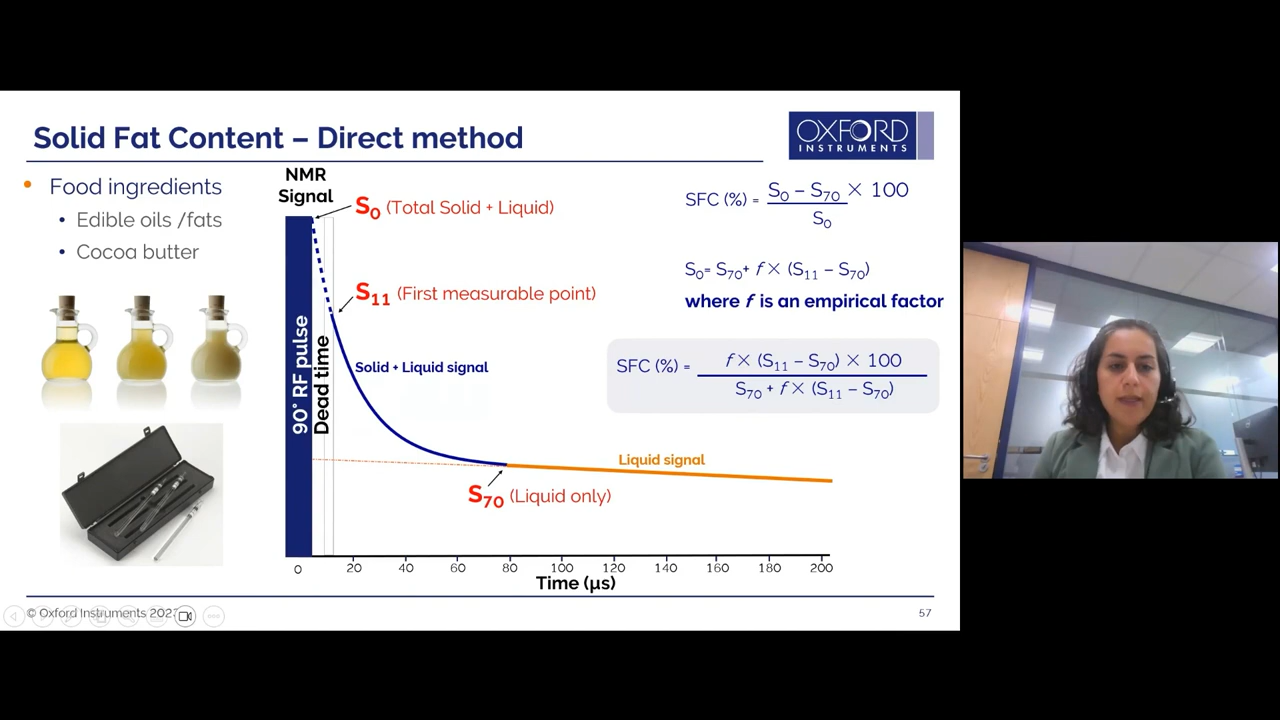 Solid Fat Content – Direct method
OXFORD
INSTRUMENTS
• Food ingredients
• Edible oils /fats
• Cocoa butter
NMR
Signal
S₀ (Total Solid + Liquid)
S₁₁ (First measurable point)
90° RF pulse
Dead time
Solid + Liquid signal
Liquid signal
S₇₀ (Liquid only)
0 20 40 60 80 100 120 140 160 180 200
Time (µs)
SFC (%) = S₀ – S₇₀ × 100
S₀
S₀= S₇₀+ f × (S₁₁ – S₇₀)
where f is an empirical factor
SFC (%) = f × (S₁₁ – S₇₀) × 100
S₇₀ + f × (S₁₁ – S₇₀)
© Oxford Instruments
57